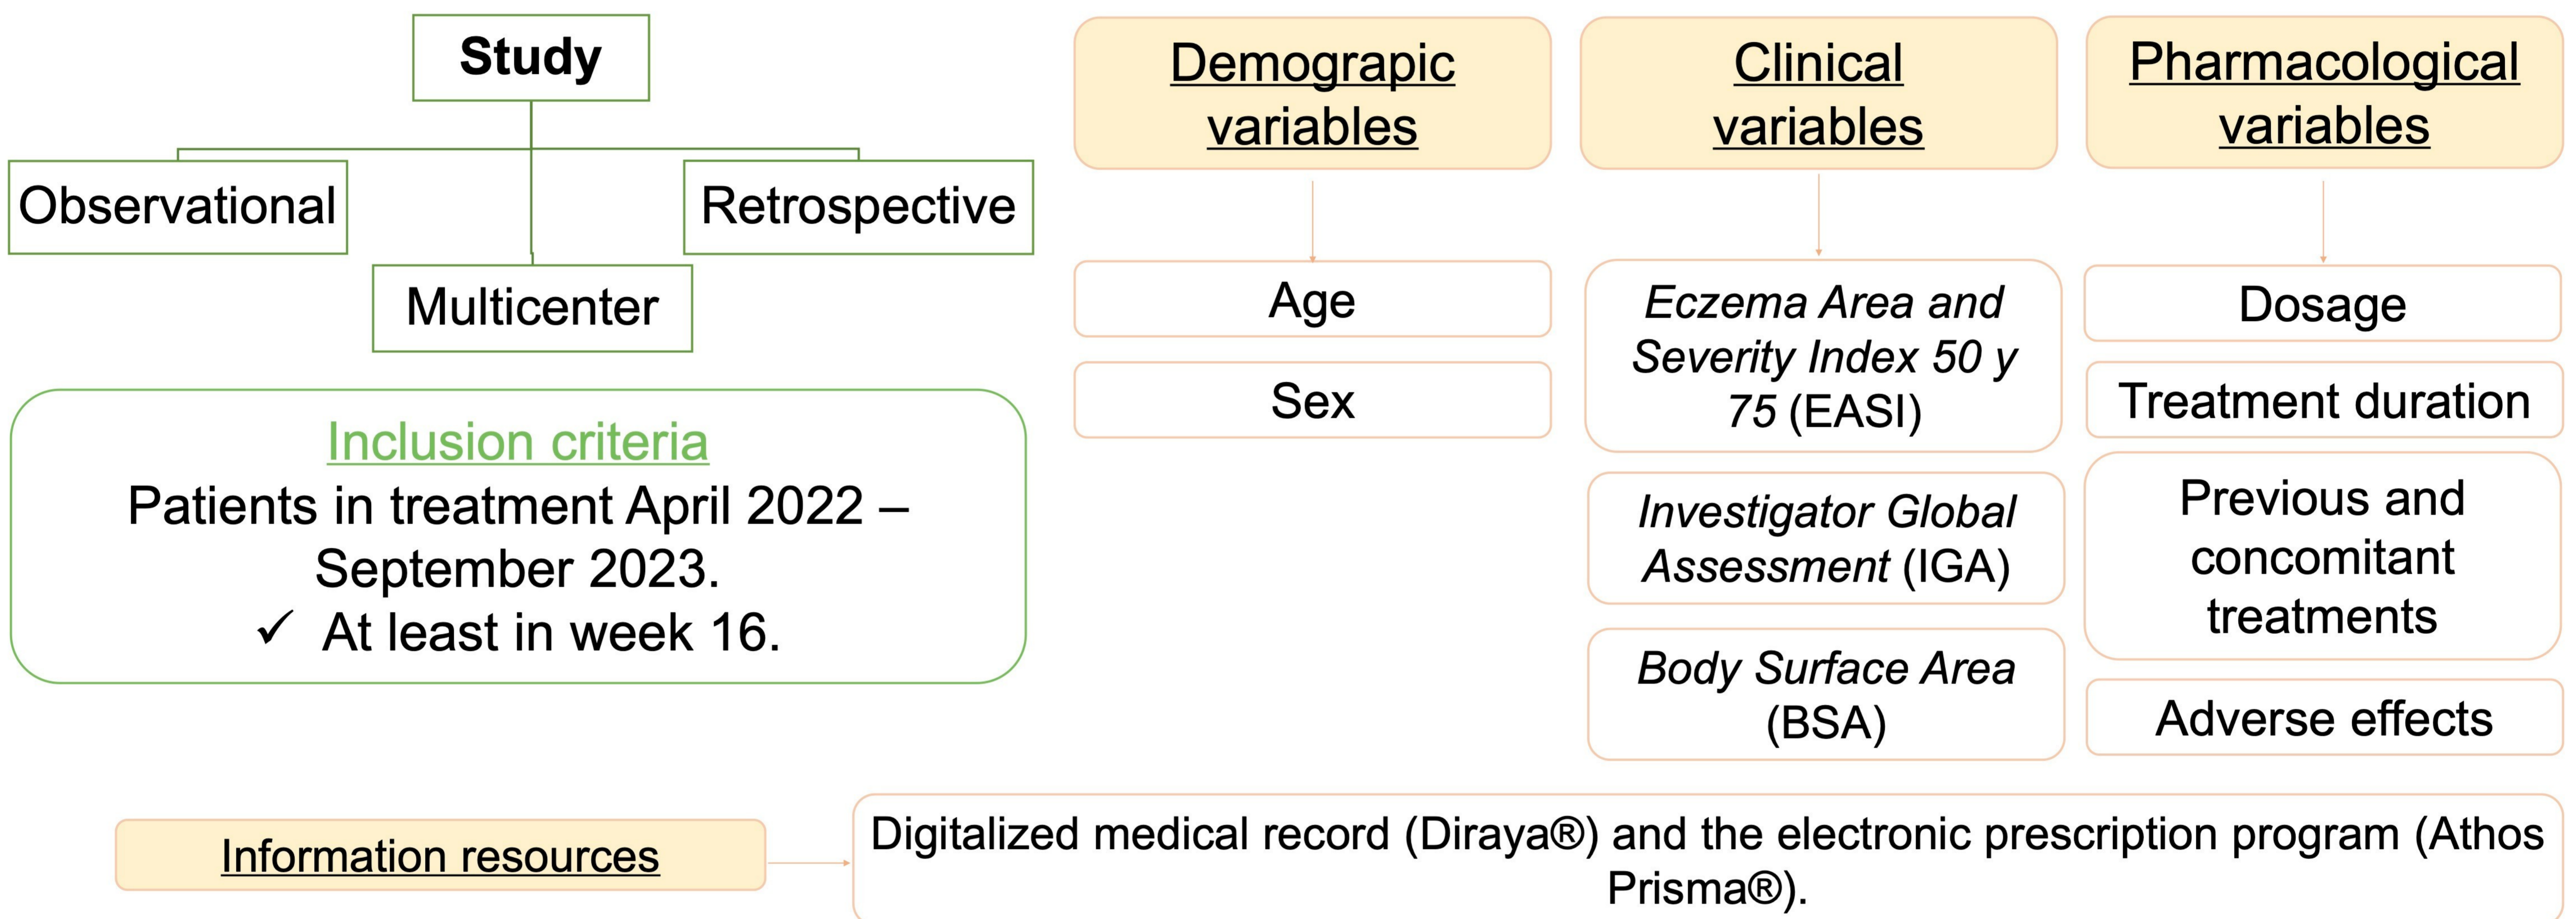 Study
Observational
Retrospective
Multicenter
Inclusion criteria
Patients in treatment April 2022 –
September 2023.
✓ At least in week 16.
Demograpic
variables
Age
Sex
Clinical
variables
Eczema Area and
Severity Index 50 y
75 (EASI)
Investigator Global
Assessment (IGA)
Body Surface Area
(BSA)
Pharmacological
variables
Dosage
Treatment duration
Previous and
concomitant
treatments
Adverse effects
Information resources
Digitalized medical record (Diraya®) and the electronic prescription program (Athos
Prisma®).